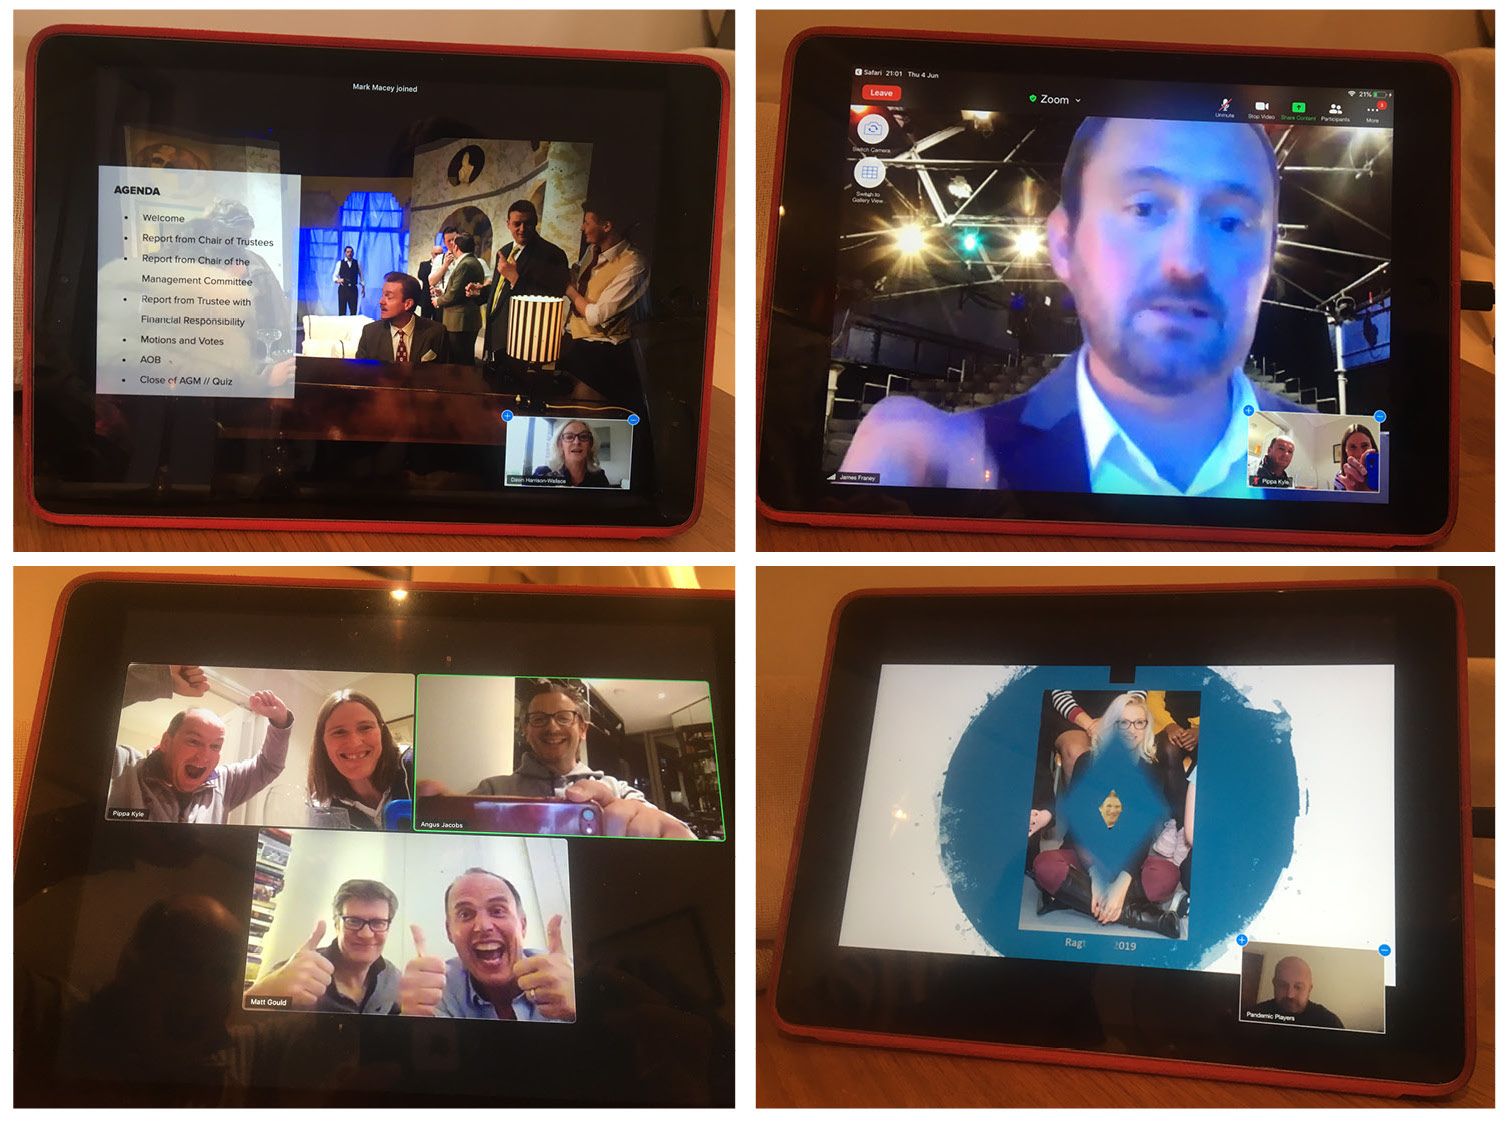 Mark Macey joined
AGENDA
• Welcome
• Report from Chair of Trustees
• Report from Chair of the
Management Committee
• Report from Trustee with
Financial Responsibility
• Motions and Votes
• AOB
• Close of AGM // Quiz
Dawn Harrison-Wallace
Safari 21:01 Thu 4 Jun
21%
Leave
Zoom
Unmute
Stop Video
Share Content
Participants
More
Switch Camera
Switch to
Gallery View
James Franey
Pippa Kyle
Pippa Kyle
Angus Jacobs
Matt Gould
Ragt 2019
Pandemic Players